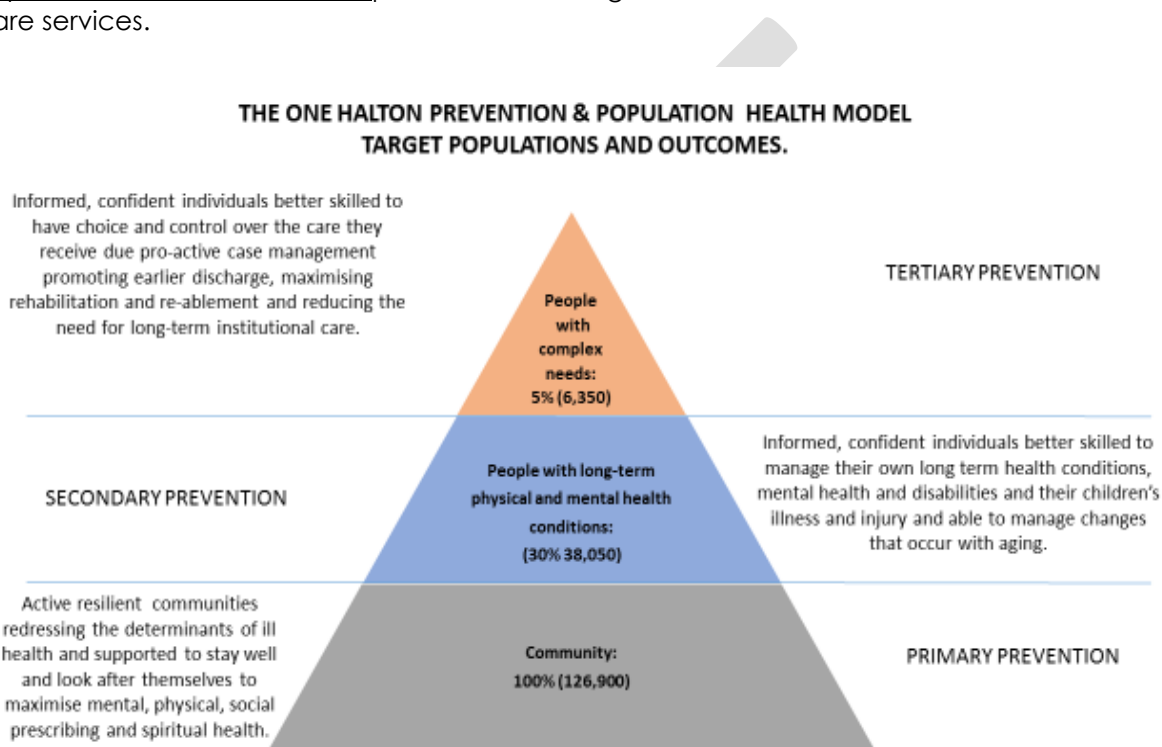 are services.
THE ONE HALTON PREVENTION & POPULATION HEALTH MODEL
TARGET POPULATIONS AND OUTCOMES.
Informed, confident individuals better skilled to
have choice and control over the care they
receive due pro-active case management
promoting earlier discharge, maximising
rehabilitation and re-ablement and reducing the
need for long-term institutional care.
People
with
complex
needs:
5% (6,350)
TERTIARY PREVENTION
SECONDARY PREVENTION
People with long-term
physical and mental health
conditions:
(30% 38,050)
Informed, confident individuals better skilled to
manage their own long term health conditions,
mental health and disabilities and their children's
illness and injury and able to manage changes
that occur with aging.
Active resilient communities
redressing the determinants of ill
health and supported to stay well
and look after themselves to
maximise mental, physical, social
prescribing and spiritual health.
Community:
100% (126,900)
PRIMARY PREVENTION